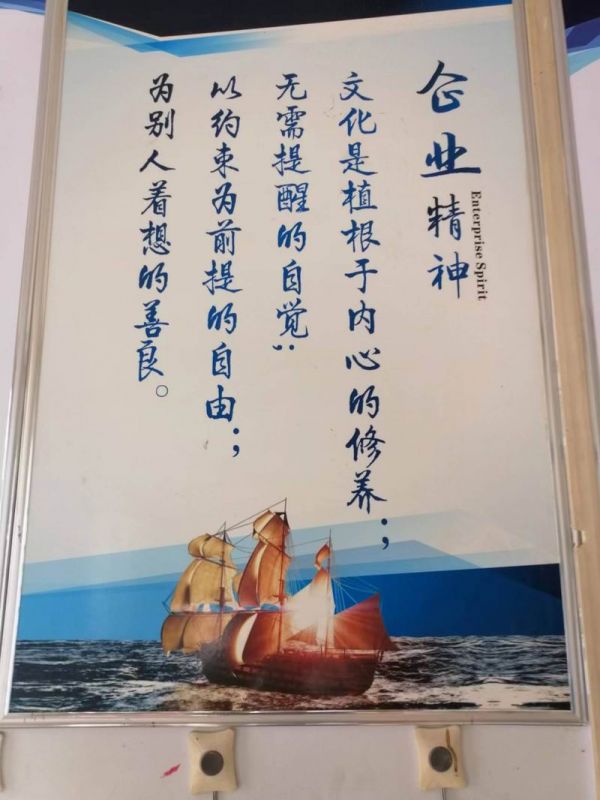 企业精神
Enterprise Spirit
文化是植根于内心的修养；
无需提醒的自觉；
以约束为前提的自由；
为别人着想的善良。